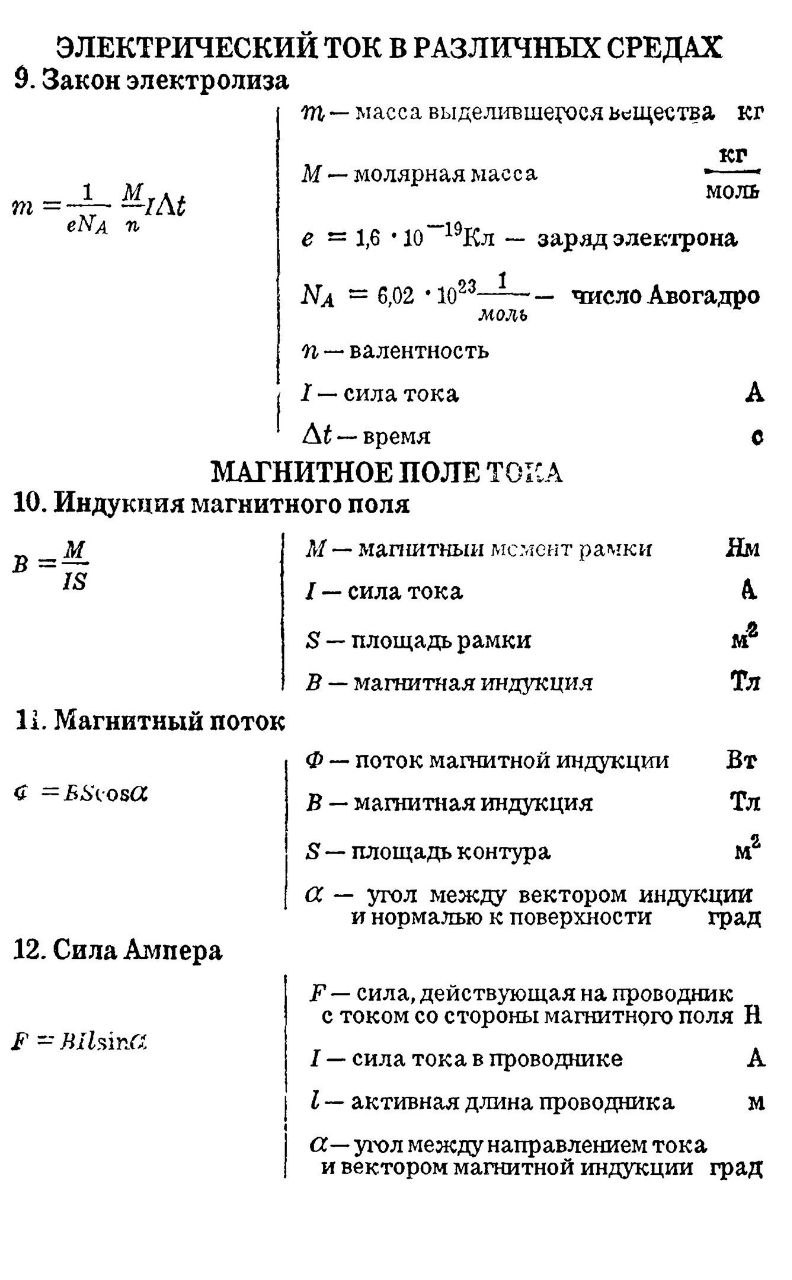 ЭЛЕКТРИЧЕСКИЙ ТОК В РАЗЛИЧНЫХ СРЕДАХ
9. Закон электролиза
m = 1/(eN_A) M/n IΔt
m — масса выделившегося вещества кг
M — молярная масса кг/моль
e = 1,6 · 10⁻¹⁹Кл — заряд электрона
N_A = 6,02 · 10²³ 1/моль — число Авогадро
n — валентность
I — сила тока А
Δt — время с
МАГНИТНОЕ ПОЛЕ ТОКА
10. Индукция магнитного поля
B = M/IS
M — магнитный момент рамки Нм
I — сила тока А
S — площадь рамки м²
B — магнитная индукция Тл
11. Магнитный поток
Φ = BScosα
Φ — поток магнитной индукции Вт
B — магнитная индукция Тл
S — площадь контура м²
α — угол между вектором индукции
и нормалью к поверхности град
12. Сила Ампера
F = BIlsinα
F — сила, действующая на проводник
с током со стороны магнитного поля Н
I — сила тока в проводнике А
l — активная длина проводника м
α — угол между направлением тока
и вектором магнитной индукции град